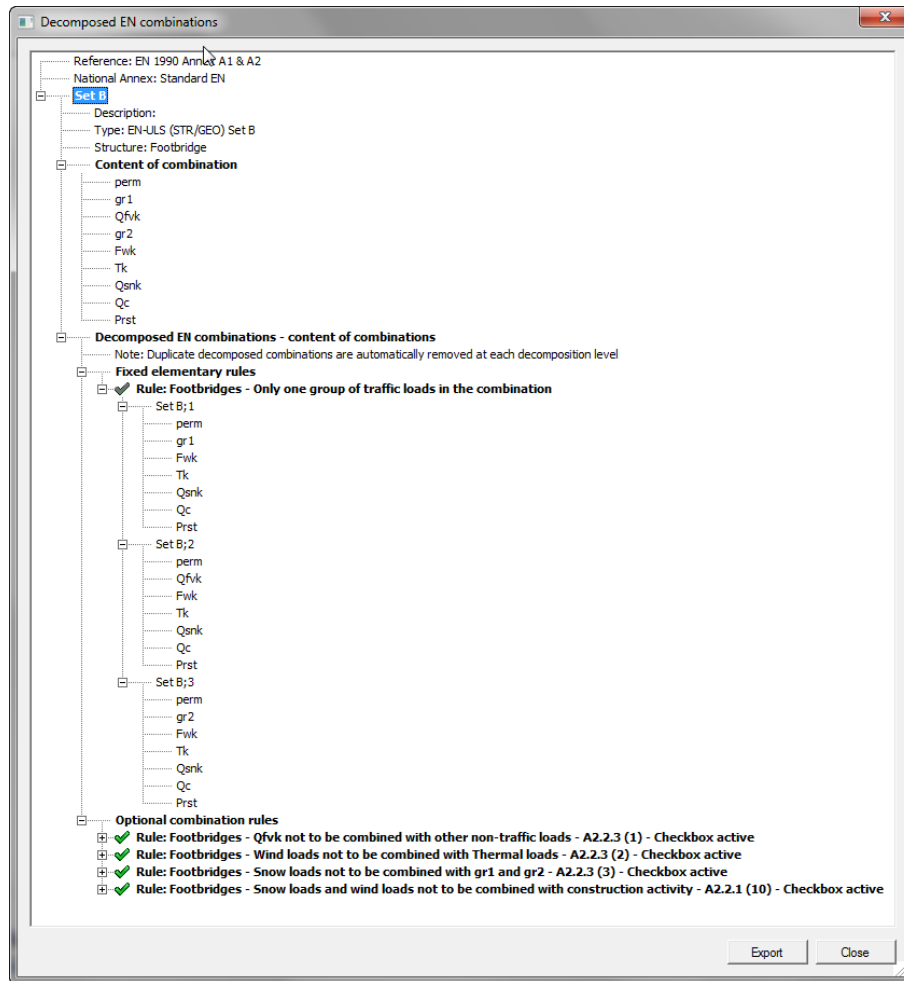 Decomposed EN combinations
Reference: EN 1990 Annex A1 & A2
National Annex: Standard EN
Set B
Description:
Type: EN-ULS (STR/GEO) Set B
Structure: Footbridge
Content of combination
perm
gr1
Qfvk
gr2
Fwk
Tk
Qsnk
Qc
Prst
Decomposed EN combinations - content of combinations
Note: Duplicate decomposed combinations are automatically removed at each decomposition level
Fixed elementary rules
Rule: Footbridges - Only one group of traffic loads in the combination
Set B;1
perm
gr1
Fwk
Tk
Qsnk
Qc
Prst
Set B;2
perm
Qfvk
Fwk
Tk
Qsnk
Qc
Prst
Set B;3
perm
gr2
Fwk
Tk
Qsnk
Qc
Prst
Optional combination rules
Rule: Footbridges - Qfvk not to be combined with other non-traffic loads - A2.2.3 (1) - Checkbox active
Rule: Footbridges - Wind loads not to be combined with Thermal loads - A2.2.3 (2) - Checkbox active
Rule: Footbridges - Snow loads not to be combined with gr1 and gr2 - A2.2.3 (3) - Checkbox active
Rule: Footbridges - Snow loads and wind loads not to be combined with construction activity - A2.2.1 (10) - Checkbox active
Export Close